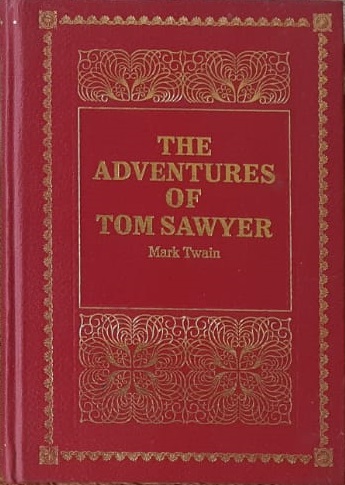 THE
ADVENTURES
OF
TOM SAWYER
Mark Twain